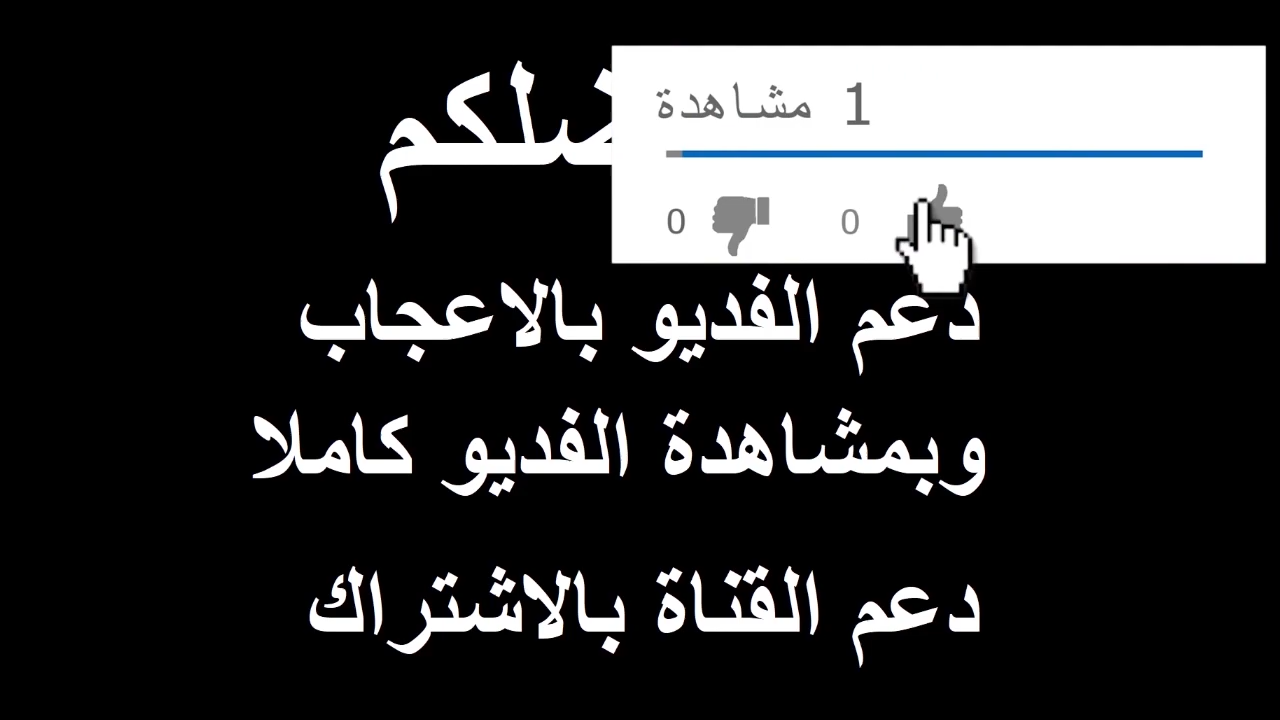 1 مشاهدة
0 0
دعم الفديو بالاعجاب
وبمشاهدة الفديو كاملا
دعم القناة بالاشتراك